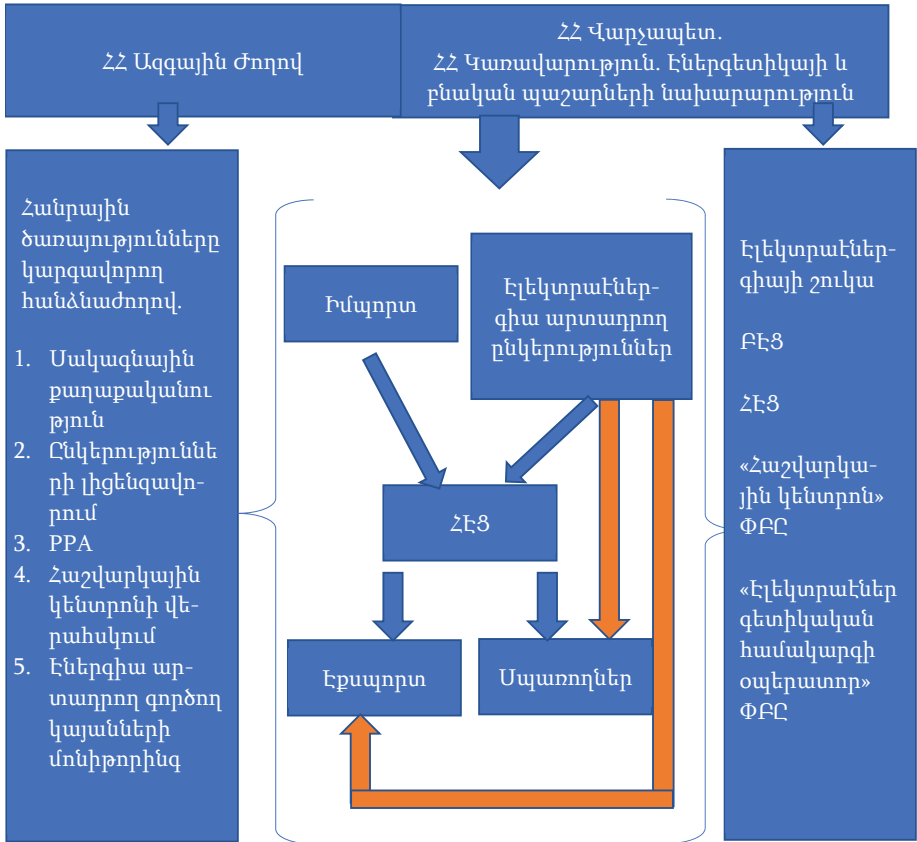 ՀՀ Ազգային Ժողով
ՀՀ Վարչապետ.
ՀՀ Կառավարություն. Էներգետիկայի և
բնական պաշարների նախարարություն
Հանրային
ծառայությունները
կարգավորող
հանձնաժողով.
1. Սակագնային
քաղաքականու
թյուն
2. Ընկերություննե
րի լիցենզավո-
րում
3. PPA
4. Հաշվարկային
կենտրոնի վե-
րահսկում
5. Էներգիա ար-
տադրող գործող
կայանների
մոնիթորինգ
Իմպորտ
Էլեկտրաէներ-
գիա արտադրող
ընկերություններ
ՀԷՑ
Էքսպորտ
Սպառողներ
Էլեկտրաէներ-
գիայի շուկա
ԲԷՑ
ՀԷՑ
«Հաշվարկա-
յին կենտրոն»
ՓԲԸ
«Էլեկտրաէներ
գետիկական
համակարգի
օպերատոր»
ՓԲԸ